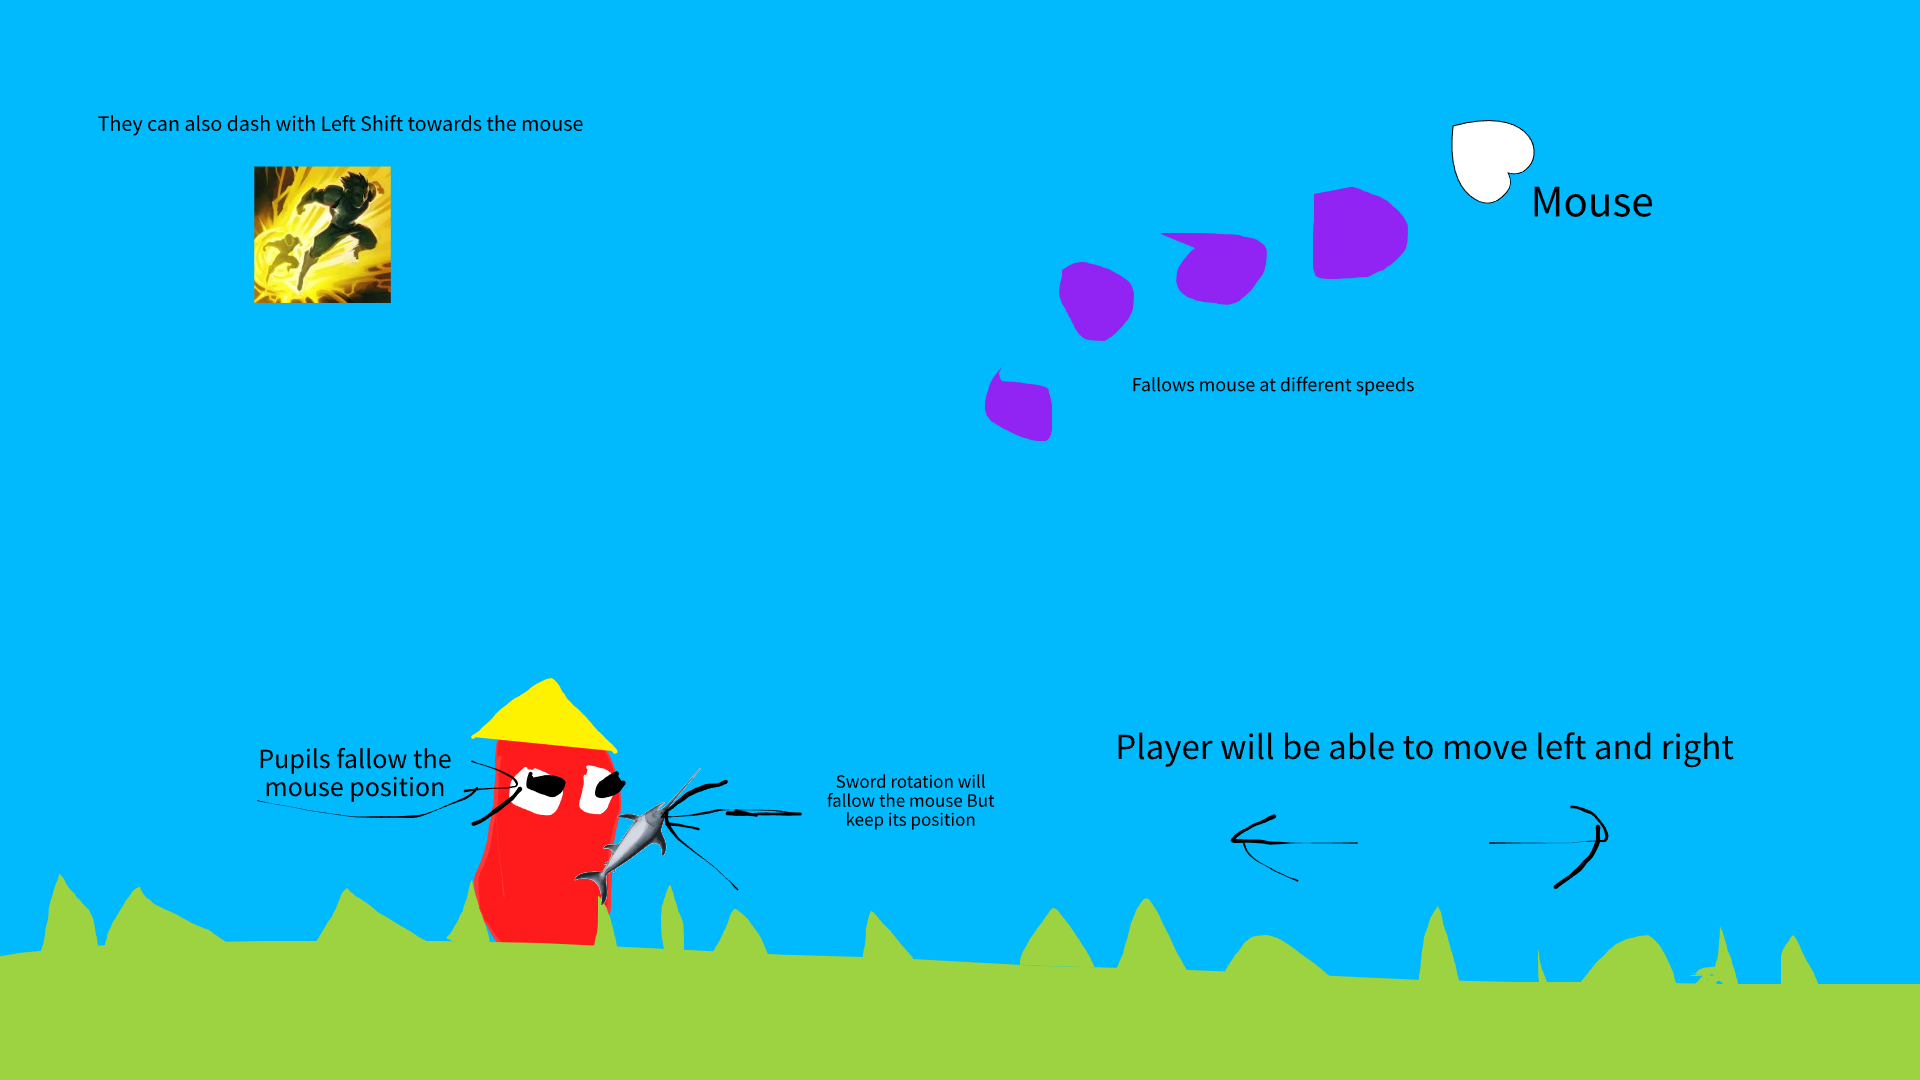 They can also dash with Left Shift towards the mouse
Mouse
Fallows mouse at different speeds
Pupils fallow the
mouse position
Sword rotation will
fallow the mouse But
keep its position
Player will be able to move left and right